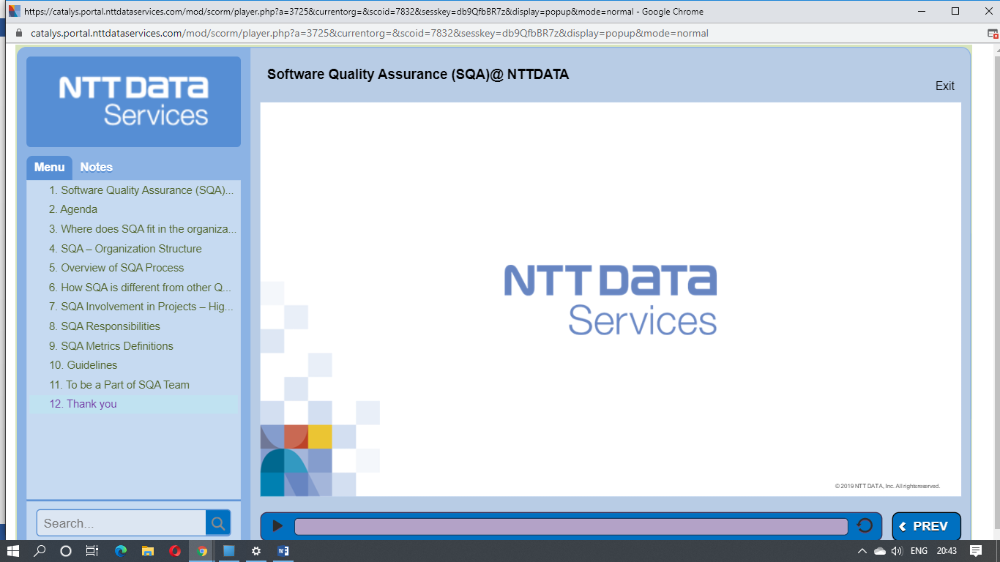 https://catalys.portal.nttdataservices.com/mod/scorm/player.php?a=3725&currentorg=&scoid=7832&sesskey=db9QfbBR7z&display=popup&mode=normal - Google Chrome
catalys.portal.nttdataservices.com/mod/scorm/player.php?a=3725&currentorg=&scoid=7832&sesskey=db9QfbBR7z&display=popup&mode=normal
NTT DATA
Services
Software Quality Assurance (SQA)@ NTTDATA
Exit
Menu Notes
1. Software Quality Assurance (SQA)...
2. Agenda
3. Where does SQA fit in the organiza...
4. SQA – Organization Structure
5. Overview of SQA Process
6. How SQA is different from other Q...
7. SQA Involvement in Projects – Hig...
8. SQA Responsibilities
9. SQA Metrics Definitions
10. Guidelines
11. To be a Part of SQA Team
12. Thank you
NTT DATA
Services
© 2019 NTT DATA, Inc. All rights reserved.
Search...
PREV
ENG 20:43